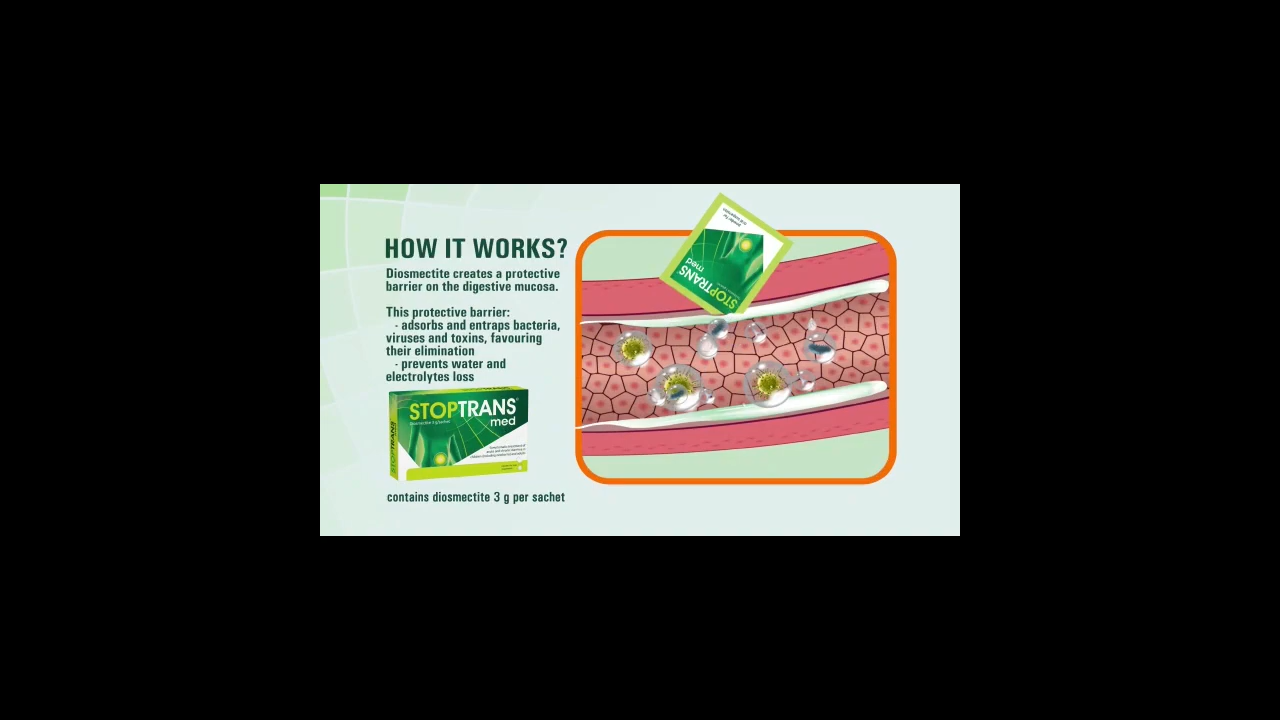 HOW IT WORKS?
Diosmectite creates a protective
barrier on the digestive mucosa.
This protective barrier:
- adsorbs and entraps bacteria,
viruses and toxins, favouring
their elimination
- prevents water and
electrolytes loss
STOPTRANS
med
STOPTRANS
STOPTRANS
med
contains diosmectite 3 g per sachet